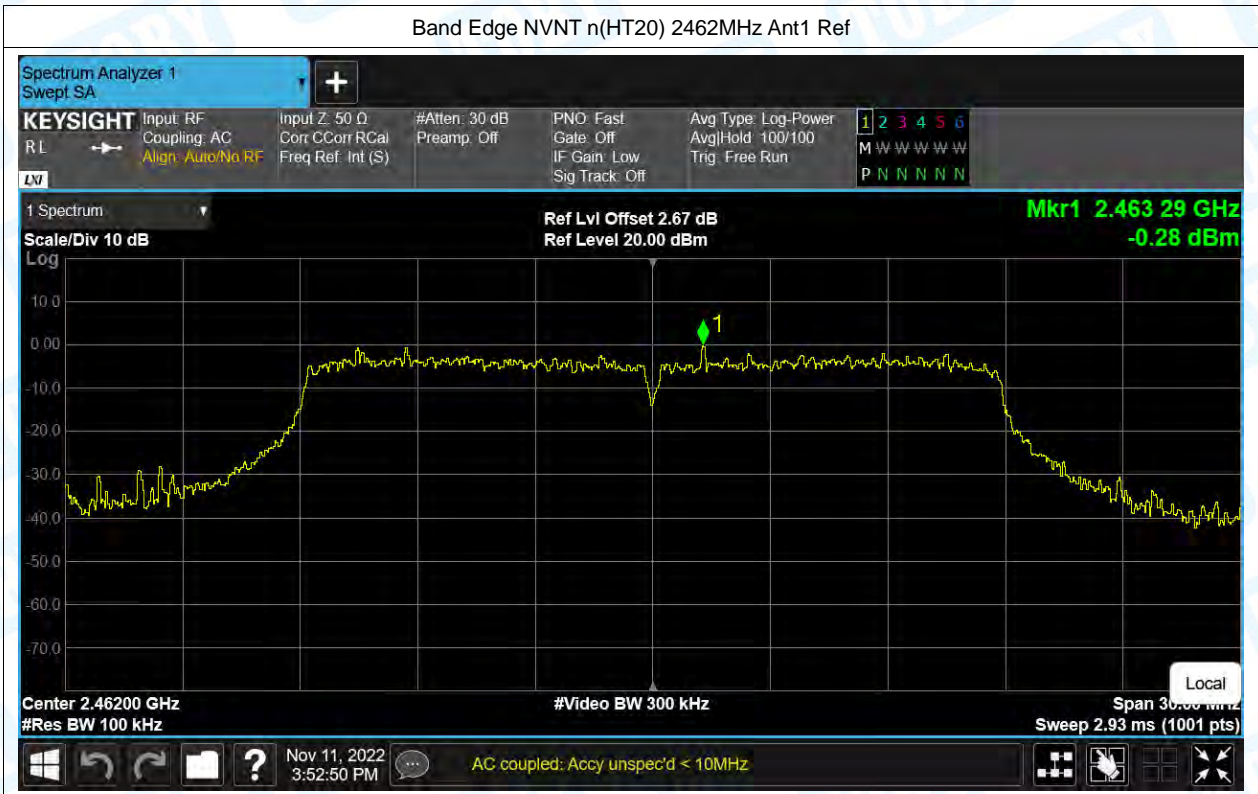 Band Edge NVNT n(HT20) 2462MHz Ant1 Ref
Spectrum Analyzer 1
Swept SA
KEYSIGHT
RL
LXI
Input: RF
Coupling: AC
Align: Auto/No RF
Input Z: 50 Ω
Corr CCorr RCal
Freq Ref: Int (S)
#Atten: 30 dB
Preamp: Off
PNO: Fast
Gate: Off
IF Gain: Low
Sig Track: Off
Avg Type: Log-Power
Avg|Hold: 100/100
Trig: Free Run
1 2 3 4 5 6
M W W W W W
P N N N N N
1 Spectrum
Scale/Div 10 dB
Ref Lvl Offset 2.67 dB
Ref Level 20.00 dBm
Mkr1 2.463 29 GHz
-0.28 dBm
Log
10.0
0.00
-10.0
-20.0
-30.0
-40.0
-50.0
-60.0
-70.0
1
Center 2.46200 GHz
#Res BW 100 kHz
#Video BW 300 kHz
Local
Span 30.00 MHz
Sweep 2.93 ms (1001 pts)
?
Nov 11, 2022
3:52:50 PM
AC coupled: Accy unspec'd < 10MHz